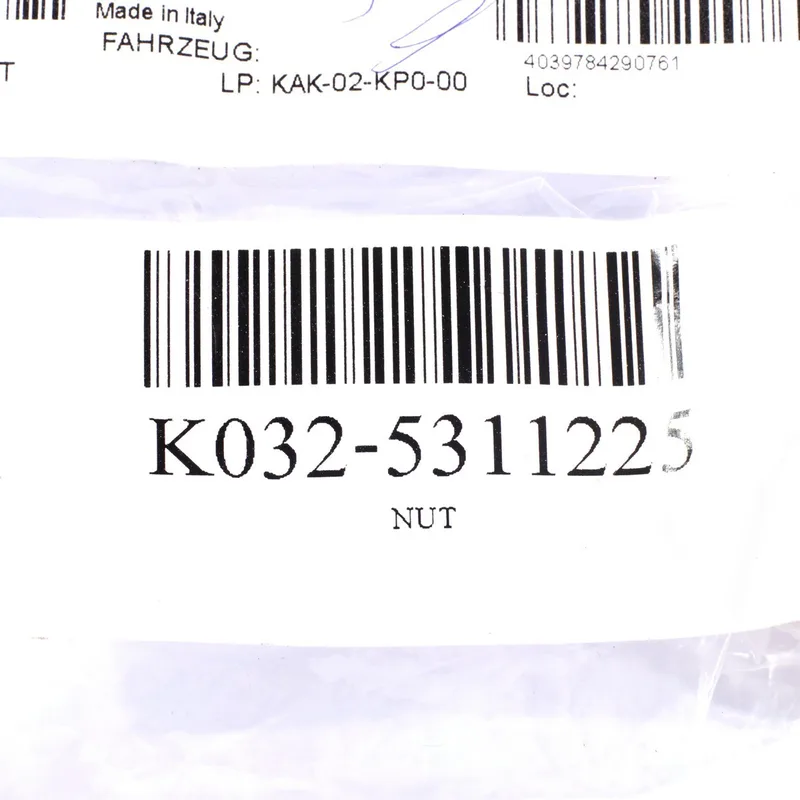 Made in Italy
FAHRZEUG:
T
LP: KAK-02-KP0-00
4039784290761
Loc:
K032-5311225
NUT